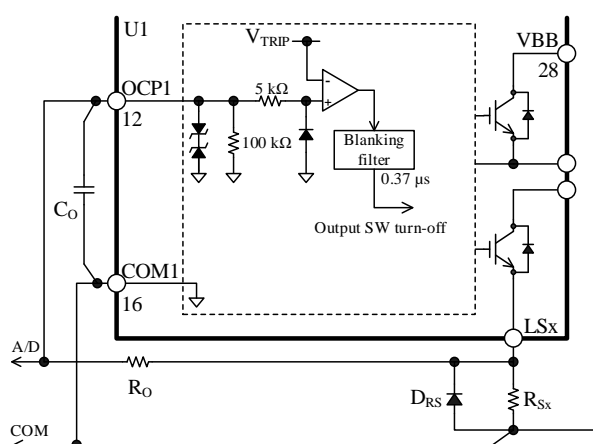 U1
VTRIP
VBB
28
OCP1
12
5 kΩ
-
+
100 kΩ
Blanking
filter
0.37 µs
CO
Output SW turn-off
COM1
16
LSx
A/D
RO
DRS
RSx
COM